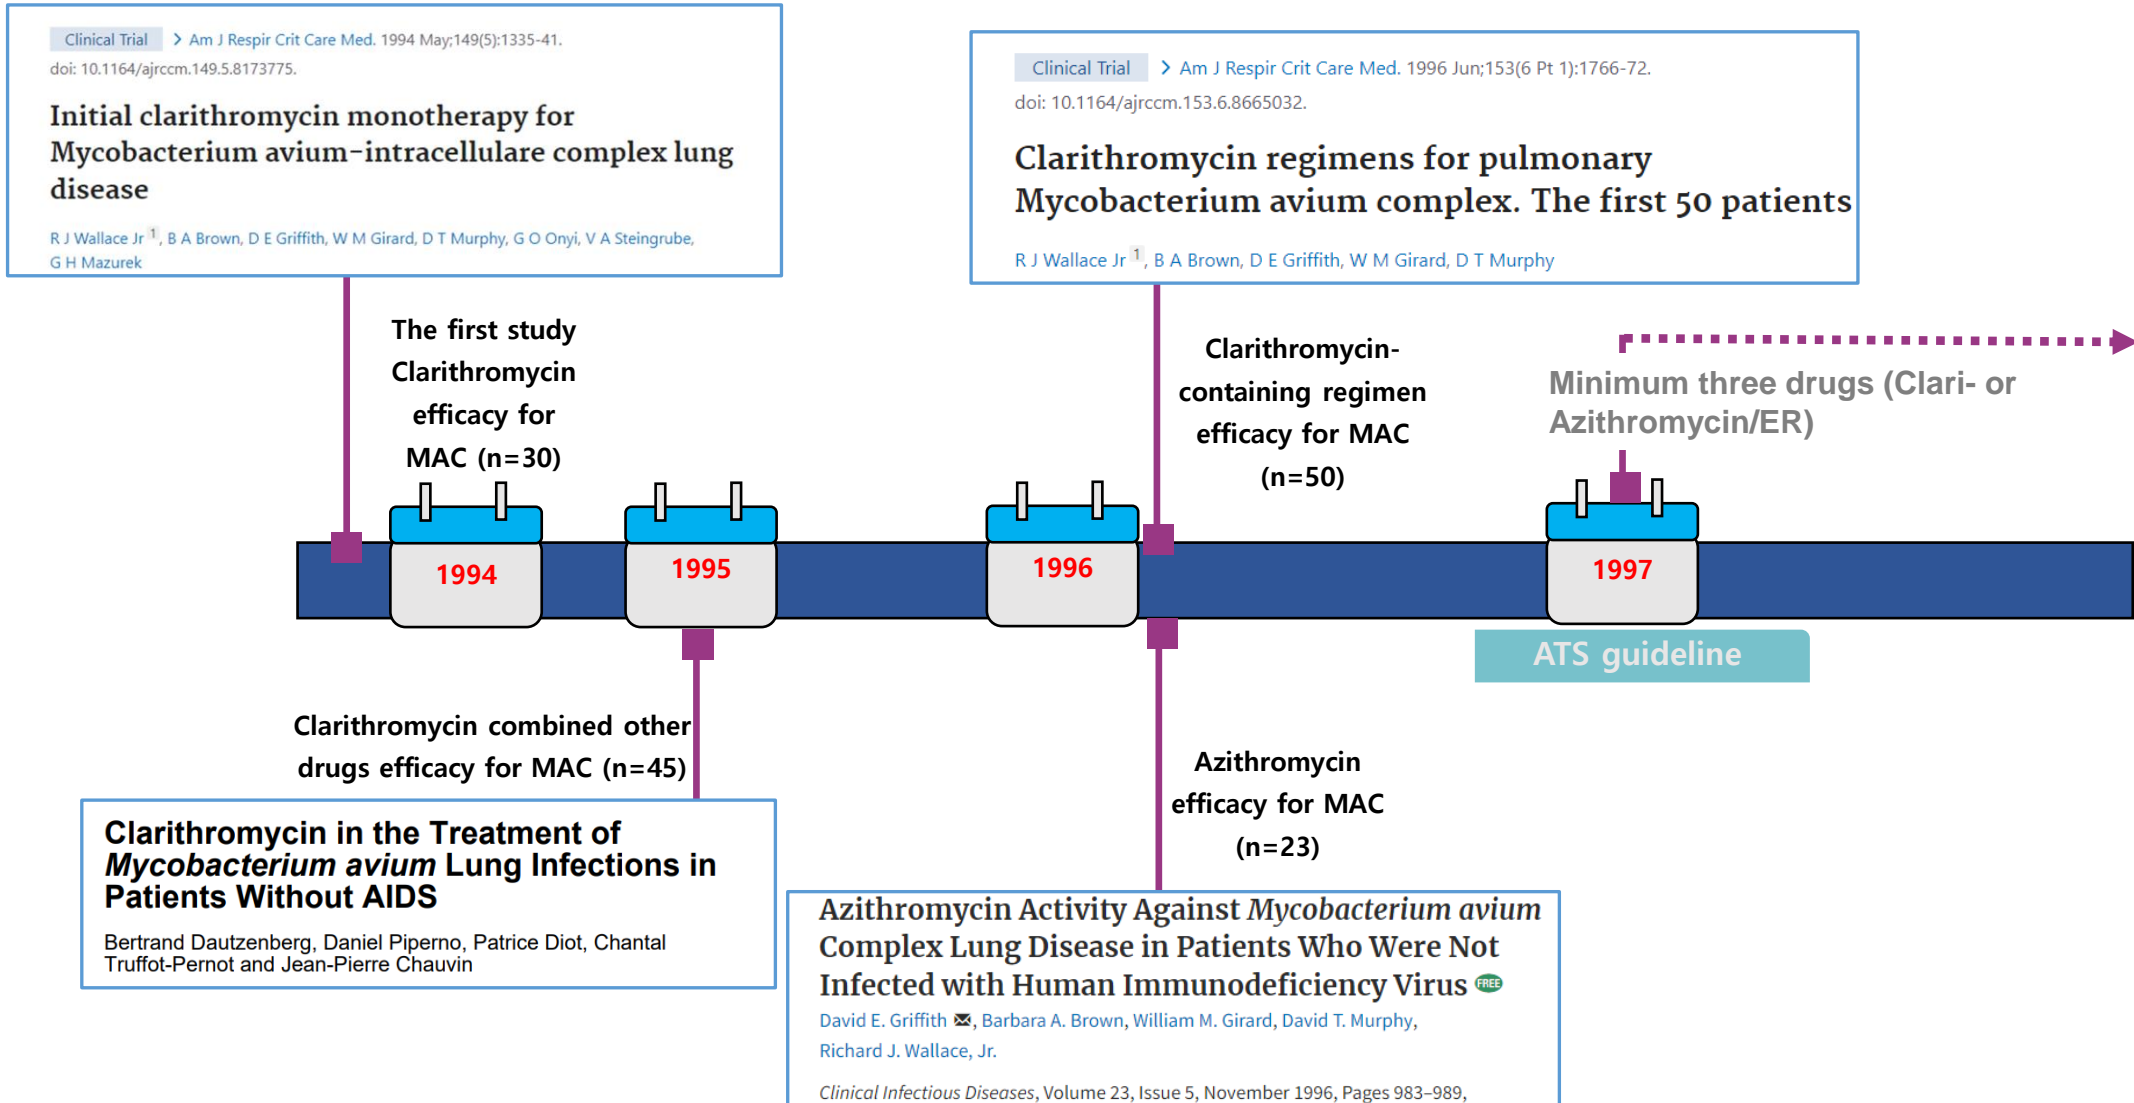 Clinical Trial > Am J Respir Crit Care Med. 1994 May;149(5):1335-41.
doi: 10.1164/ajrccm.149.5.8173775.
Initial clarithromycin monotherapy for
Mycobacterium avium-intracellulare complex lung
disease
R J Wallace Jr 1, B A Brown, D E Griffith, W M Girard, D T Murphy, G O Onyi, V A Steingrube,
G H Mazurek
Clinical Trial > Am J Respir Crit Care Med. 1996 Jun;153(6 Pt 1):1766-72.
doi: 10.1164/ajrccm.153.6.8665032.
Clarithromycin regimens for pulmonary
Mycobacterium avium complex. The first 50 patients
R J Wallace Jr 1, B A Brown, D E Griffith, W M Girard, D T Murphy
The first study
Clarithromycin
efficacy for
MAC (n=30)
Clarithromycin-
containing regimen
efficacy for MAC
(n=50)
Minimum three drugs (Clari- or
Azithromycin/ER)
1994
1995
1996
1997
ATS guideline
Clarithromycin combined other
drugs efficacy for MAC (n=45)
Azithromycin
efficacy for MAC
(n=23)
Clarithromycin in the Treatment of
Mycobacterium avium Lung Infections in
Patients Without AIDS
Bertrand Dautzenberg, Daniel Piperno, Patrice Diot, Chantal
Truffot-Pernot and Jean-Pierre Chauvin
Azithromycin Activity Against Mycobacterium avium
Complex Lung Disease in Patients Who Were Not
Infected with Human Immunodeficiency Virus FREE
David E. Griffith ✉, Barbara A. Brown, William M. Girard, David T. Murphy,
Richard J. Wallace, Jr.
Clinical Infectious Diseases, Volume 23, Issue 5, November 1996, Pages 983–989,